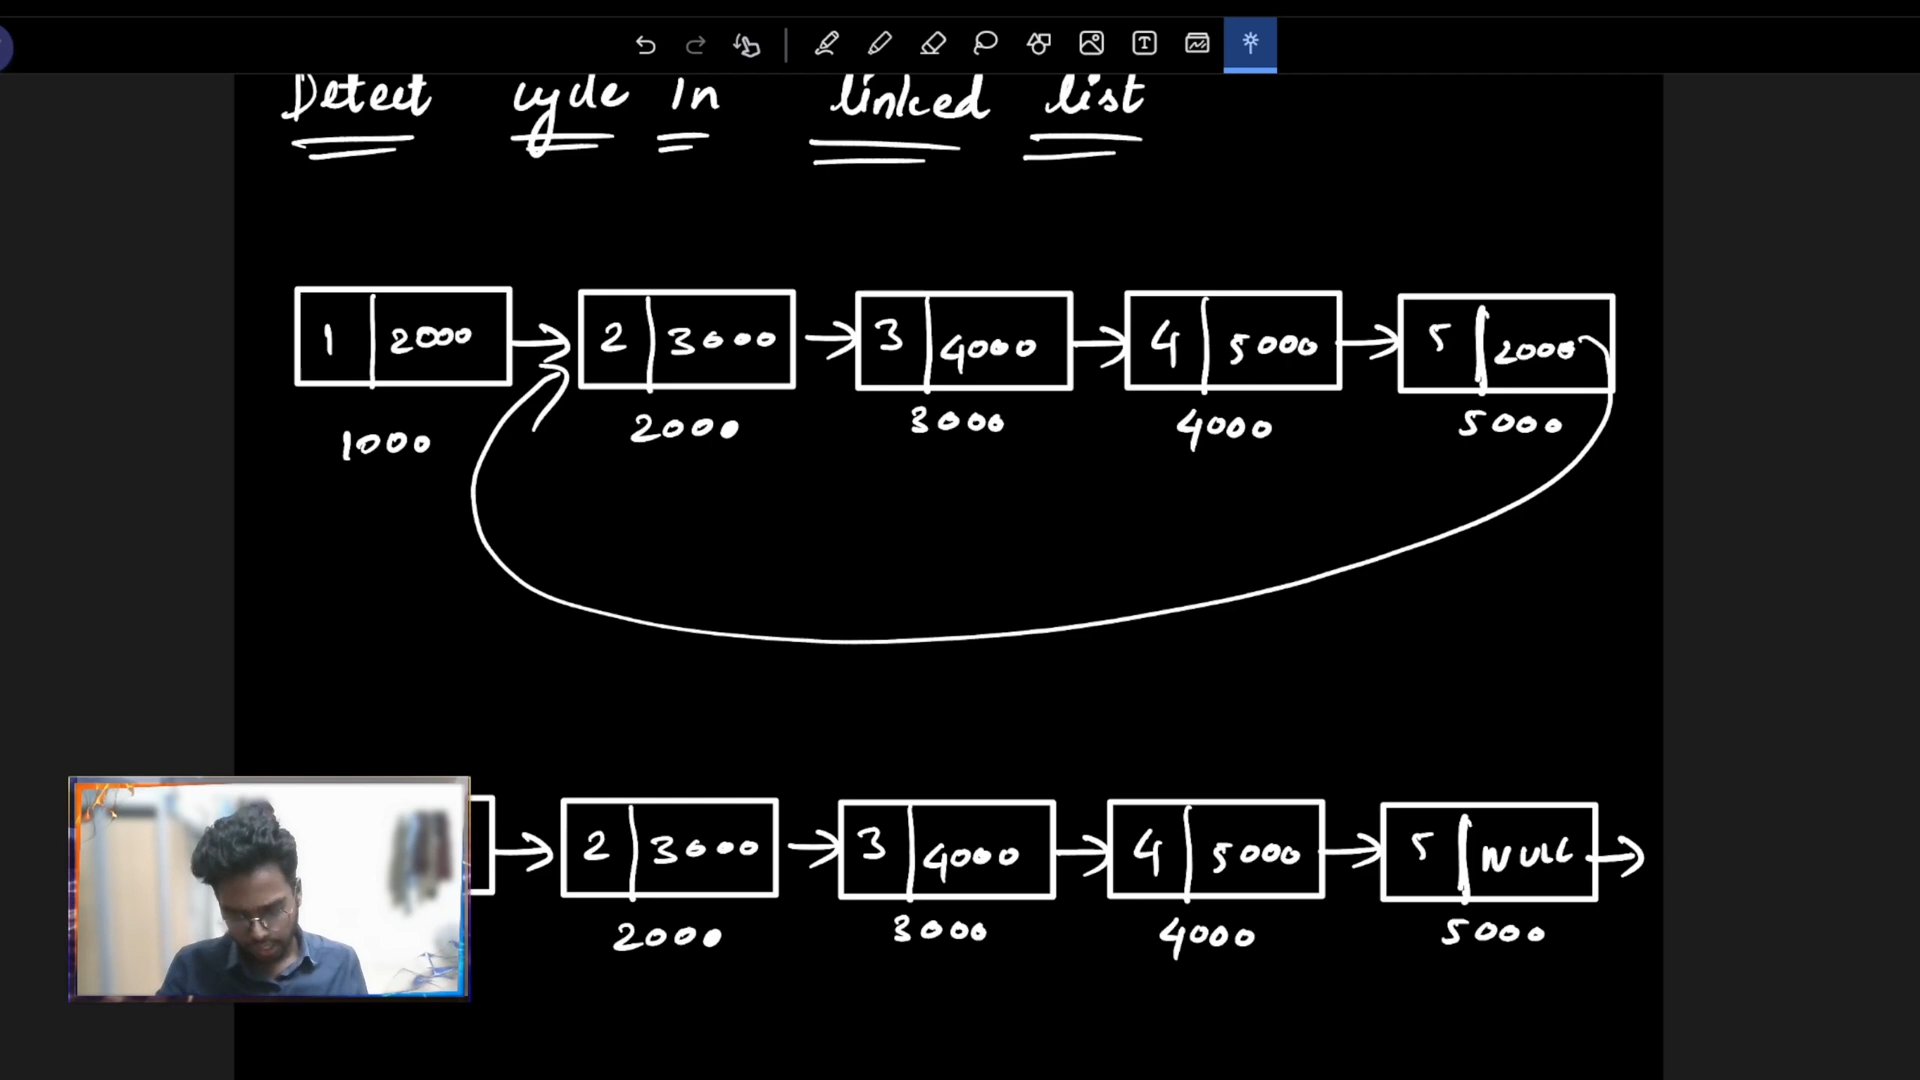 Detect cycle in linked list
1 2000 2 3000 3 4000 4 5000 5 2000
1000 2000 3000 4000 5000
2 3000 3 4000 4 5000 5 NULL
2000 3000 4000 5000